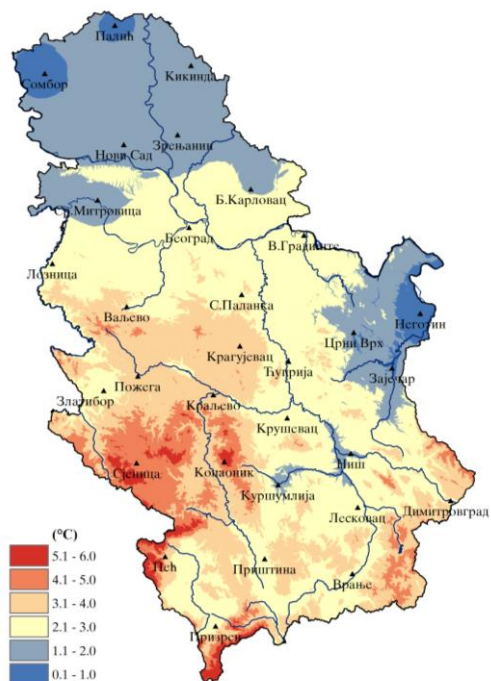 Палић
Сомбор
Кикинда
Зрењанин
Нови Сад
Ср.Митровица
Б.Карловац
Београд
В.Градиште
Лозница
Ваљево
С.Паланка
Неготин
Црни Врх
Крагујевац
Ћуприја
Зајечар
Пожега
Златибор
Краљево
Крушевац
Сјеница
Копаоник
Ниш
Куршумлија
Димитровград
Лесковац
(°C)
5.1 - 6.0
4.1 - 5.0
3.1 - 4.0
2.1 - 3.0
1.1 - 2.0
0.1 - 1.0
Пећ
Приштина
Врање
Призрен